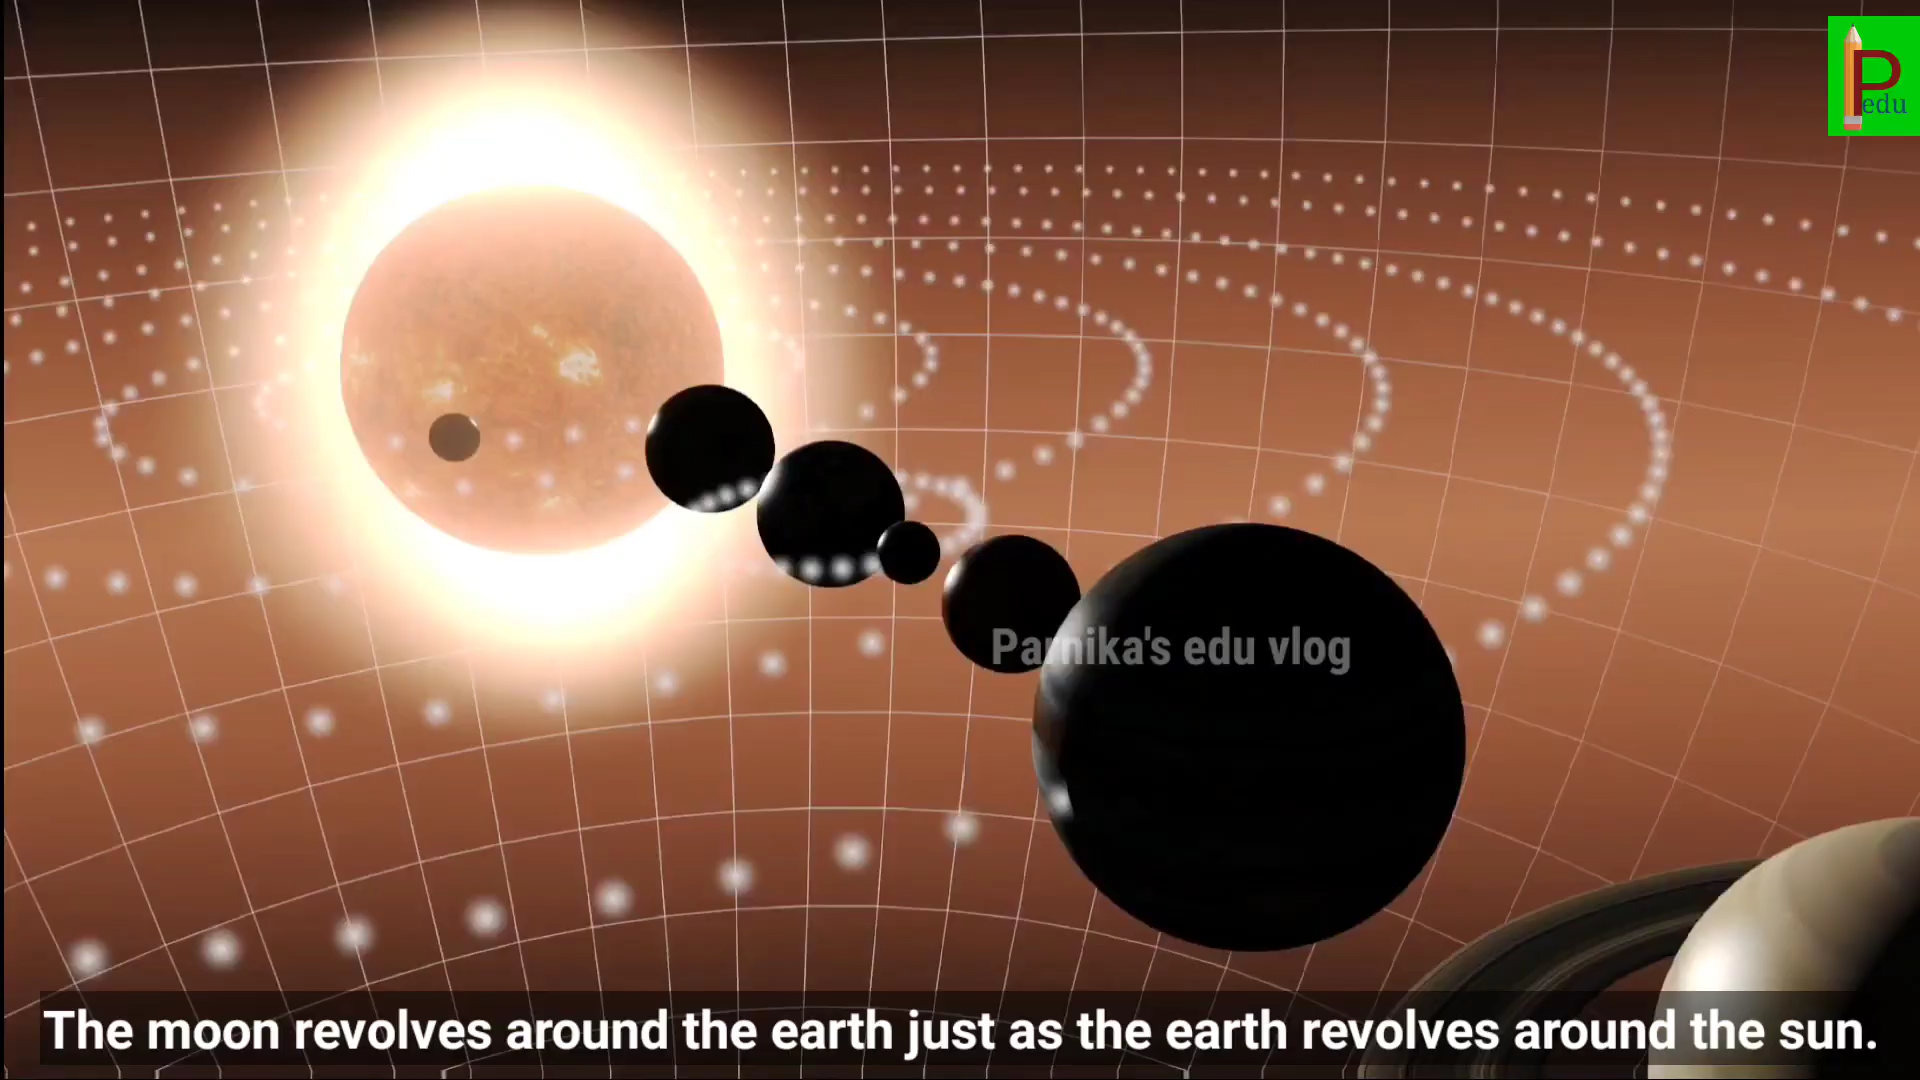 P
edu
Parnika's edu vlog
The moon revolves around the earth just as the earth revolves around the sun.